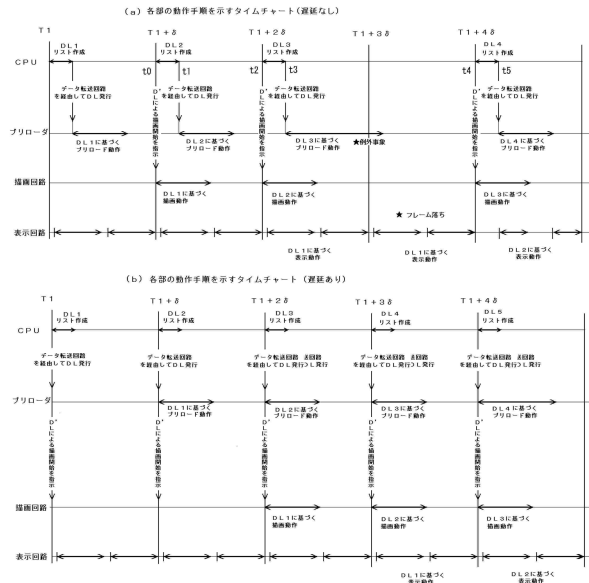 (a) 各部の動作手順を示すタイムチャート(遅延なし)
T1
T1+δ
T1+2δ
T1+3δ
T1+4δ
DL1
リスト作成
DL2
リスト作成
DL3
リスト作成
DL4
リスト作成
CPU
t0
t1
t2
t3
t4
t5
データ転送回路
を経由してDL発行
データ転送回路
を経由してDL発行
データ転送回路
を経由してDL発行
データ転送回路
を経由してDL発行
DL'による描画開始を指示
DL'による描画開始を指示
DL'による描画開始を指示
プリローダ
DL1に基づく
プリロード動作
DL2に基づく
プリロード動作
DL3に基づく
プリロード動作
★例外事象
DL4に基づく
プリロード動作
描画回路
DL1に基づく
描画動作
DL2に基づく
描画動作
DL3に基づく
描画動作
★ フレーム落ち
表示回路
DL1に基づく
表示動作
DL1に基づく
表示動作
DL2に基づく
表示動作
(b) 各部の動作手順を示すタイムチャート(遅延あり)
T1
T1+δ
T1+2δ
T1+3δ
T1+4δ
DL1
リスト作成
DL2
リスト作成
DL3
リスト作成
DL4
リスト作成
DL5
リスト作成
CPU
データ転送回路
を経由してDL発行
データ転送回路
を経由してDL発行
データ転送回路 送回路
を経由してDL発行>L発行
データ転送回路 送回路
を経由してDL発行>L発行
データ転送回路 送回路
を経由してDL発行>L発行
プリローダ
DL1に基づく
プリロード動作
DL2に基づく
プリロード動作
DL3に基づく
プリロード動作
DL4に基づく
プリロード動作
DL'による描画開始を指示
DL'による描画開始を指示
DL'による描画開始を指示
DL'による描画開始を指示
DL'による描画開始を指示
描画回路
DL1に基づく
描画動作
DL2に基づく
描画動作
DL3に基づく
描画動作
表示回路
DL1に基づく
表示動作
DL2に基づく
表示動作